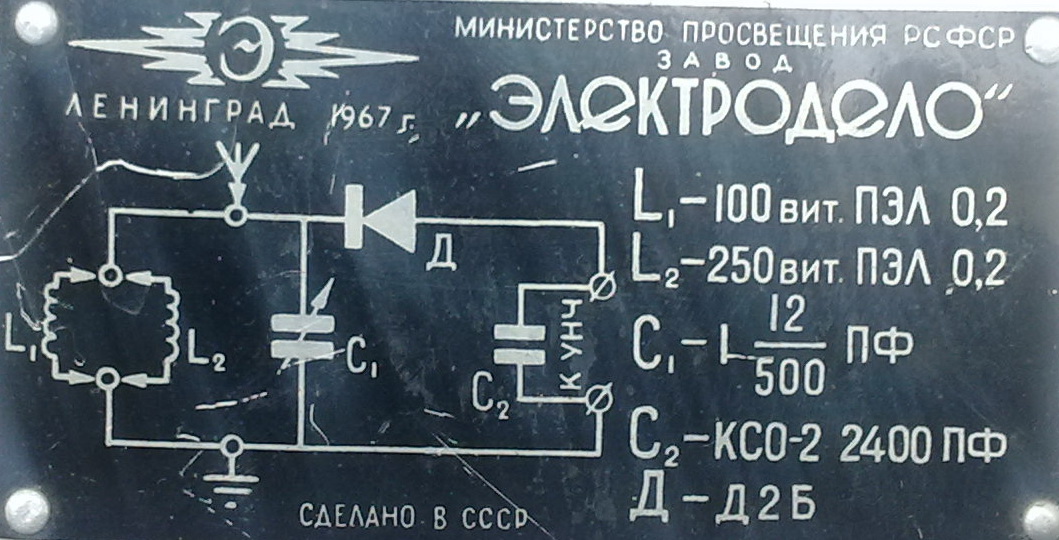 Э
МИНИСТЕРСТВО ПРОСВЕЩЕНИЯ РСФСР
ЗАВОД
„ЭЛЕКТРОДЕЛО“
ЛЕНИНГРАД 1967 г.
L₁
L₂
C₁
Д
C₂
К УНЧ
L₁–100 вит. ПЭЛ 0,2
L₂–250 вит. ПЭЛ 0,2
C₁– 12/500 ПФ
C₂–КСО-2 2400 ПФ
Д–Д2Б
СДЕЛАНО В СССР